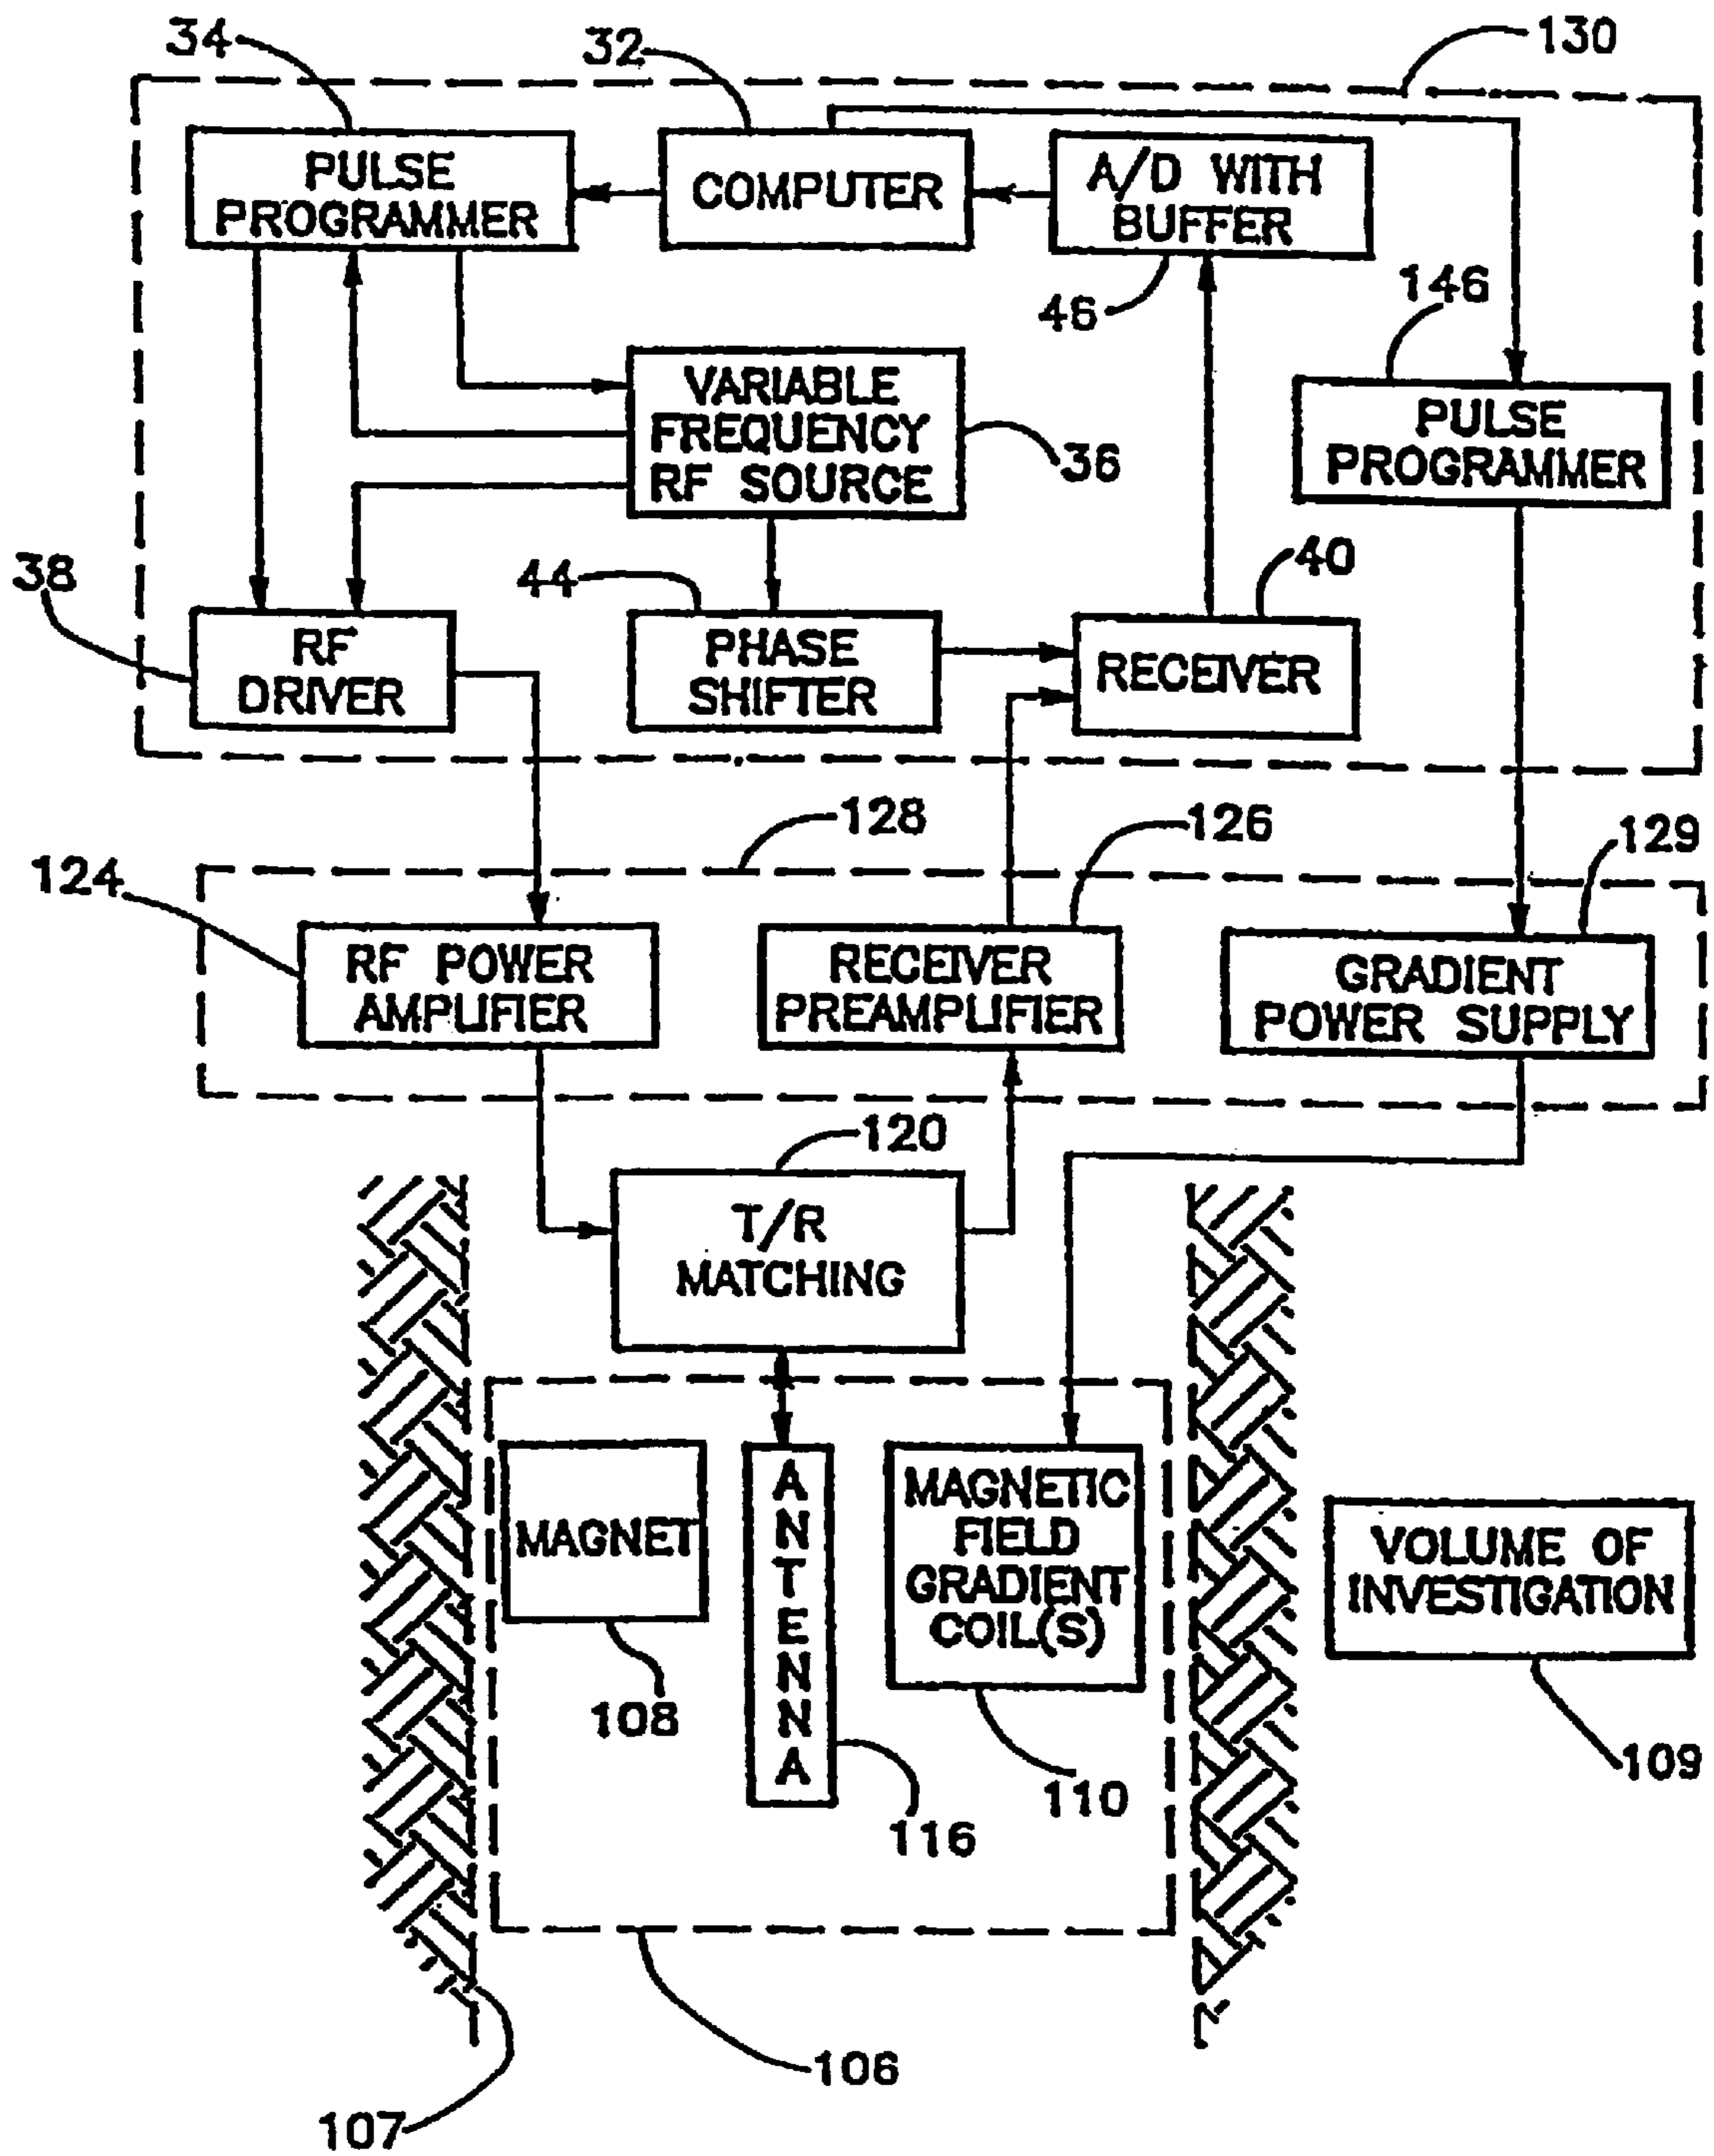 34
32
130
PULSE
PROGRAMMER
COMPUTER
A/D WITH
BUFFER
46
146
VARIABLE
FREQUENCY
RF SOURCE
36
PULSE
PROGRAMMER
38
44
40
RF
DRIVER
PHASE
SHIFTER
RECEIVER
128
126
129
124
RF POWER
AMPLIFIER
RECEIVER
PREAMPLIFIER
GRADIENT
POWER SUPPLY
120
T/R
MATCHING
MAGNET
ANTENNA
MAGNETIC
FIELD
GRADIENT
COIL(S)
VOLUME OF
INVESTIGATION
108
116
110
109
106
107